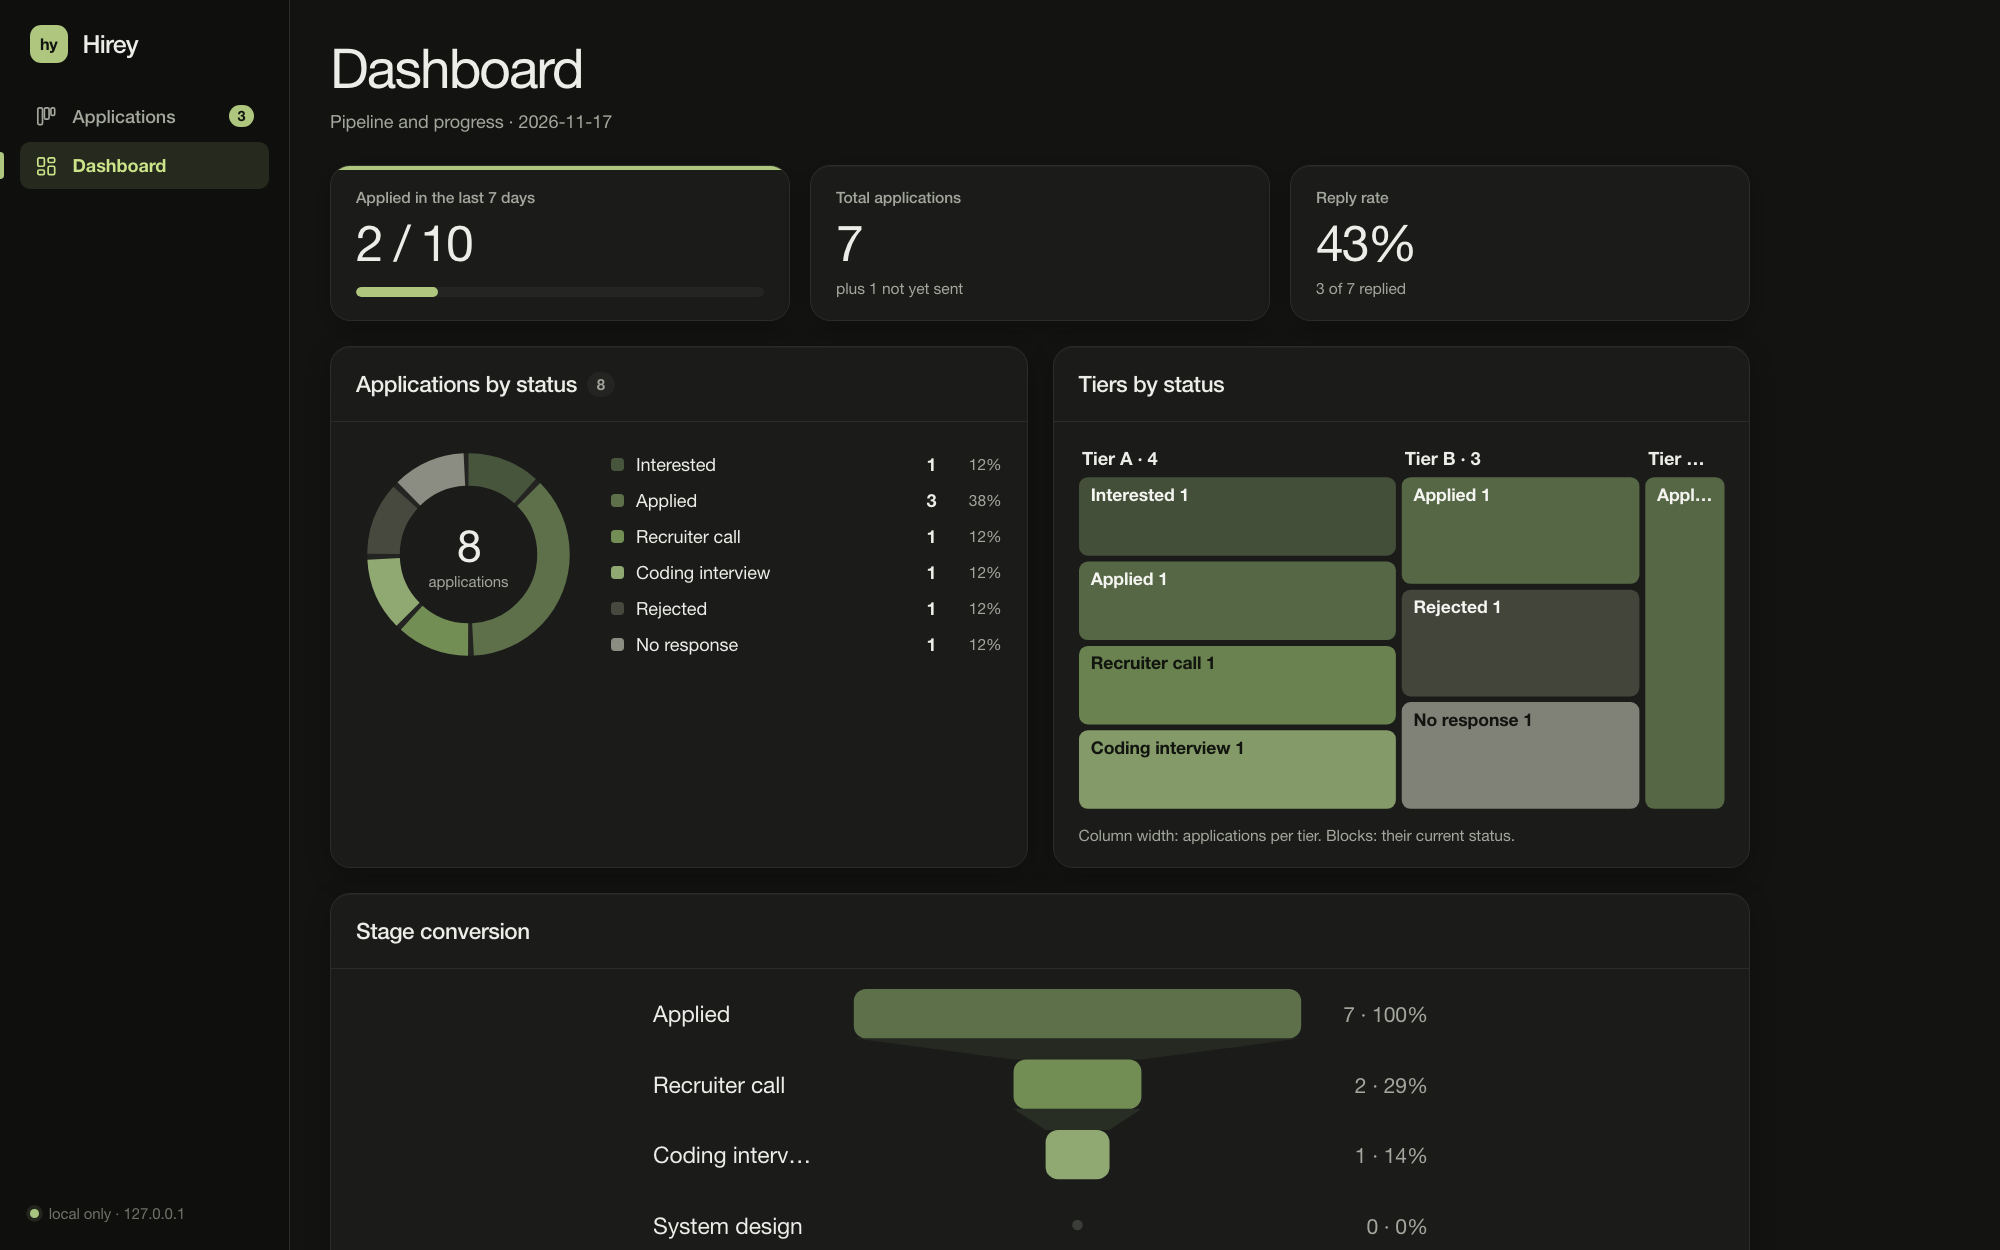 hy Hirey
Applications 3
Dashboard
local only · 127.0.0.1
Dashboard
Pipeline and progress · 2026-11-17
Applied in the last 7 days
2 / 10
Total applications
7
plus 1 not yet sent
Reply rate
43%
3 of 7 replied
Applications by status 8
8
applications
Interested 1 12%
Applied 3 38%
Recruiter call 1 12%
Coding interview 1 12%
Rejected 1 12%
No response 1 12%
Tiers by status
Tier A · 4
Interested 1
Applied 1
Recruiter call 1
Coding interview 1
Tier B · 3
Applied 1
Rejected 1
No response 1
Tier ...
Appl...
Column width: applications per tier. Blocks: their current status.
Stage conversion
Applied 7 · 100%
Recruiter call 2 · 29%
Coding interv... 1 · 14%
System design 0 · 0%